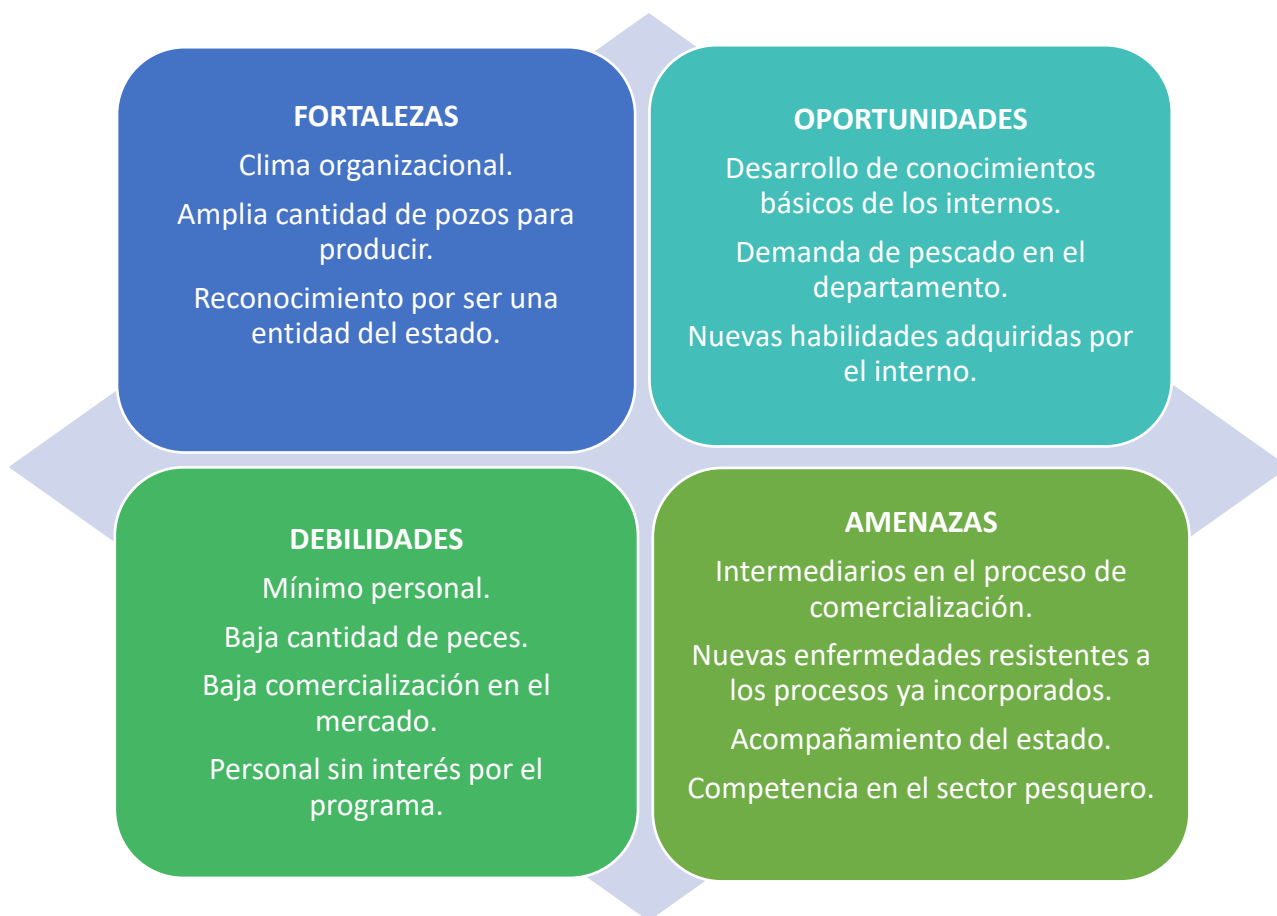 FORTALEZAS
Clima organizacional.
Amplia cantidad de pozos para
producir.
Reconocimiento por ser una
entidad del estado.
OPORTUNIDADES
Desarrollo de conocimientos
básicos de los internos.
Demanda de pescado en el
departamento.
Nuevas habilidades adquiridas por
el interno.
DEBILIDADES
Mínimo personal.
Baja cantidad de peces.
Baja comercialización en el
mercado.
Personal sin interés por el
programa.
AMENAZAS
Intermediarios en el proceso de
comercialización.
Nuevas enfermedades resistentes a
los procesos ya incorporados.
Acompañamiento del estado.
Competencia en el sector pesquero.